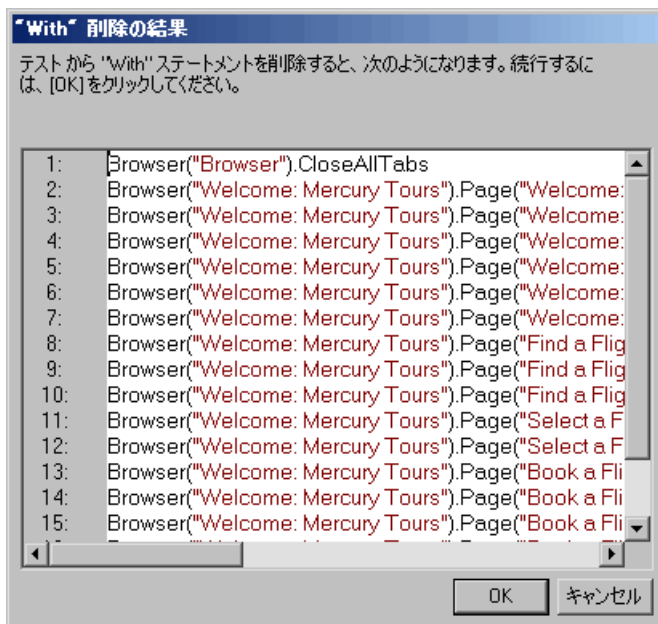 "With" 削除の結果
テストから "With" ステートメントを削除すると、次のようになります。続行するに
は、[OK] をクリックしてください。
1: Browser("Browser").CloseAllTabs
2: Browser("Welcome: Mercury Tours").Page("Welcome:
3: Browser("Welcome: Mercury Tours").Page("Welcome:
4: Browser("Welcome: Mercury Tours").Page("Welcome:
5: Browser("Welcome: Mercury Tours").Page("Welcome:
6: Browser("Welcome: Mercury Tours").Page("Welcome:
7: Browser("Welcome: Mercury Tours").Page("Welcome:
8: Browser("Welcome: Mercury Tours").Page("Find a Flig
9: Browser("Welcome: Mercury Tours").Page("Find a Flig
10: Browser("Welcome: Mercury Tours").Page("Find a Flig
11: Browser("Welcome: Mercury Tours").Page("Select a F
12: Browser("Welcome: Mercury Tours").Page("Select a F
13: Browser("Welcome: Mercury Tours").Page("Book a Fli
14: Browser("Welcome: Mercury Tours").Page("Book a Fli
15: Browser("Welcome: Mercury Tours").Page("Book a Fli
OK キャンセル